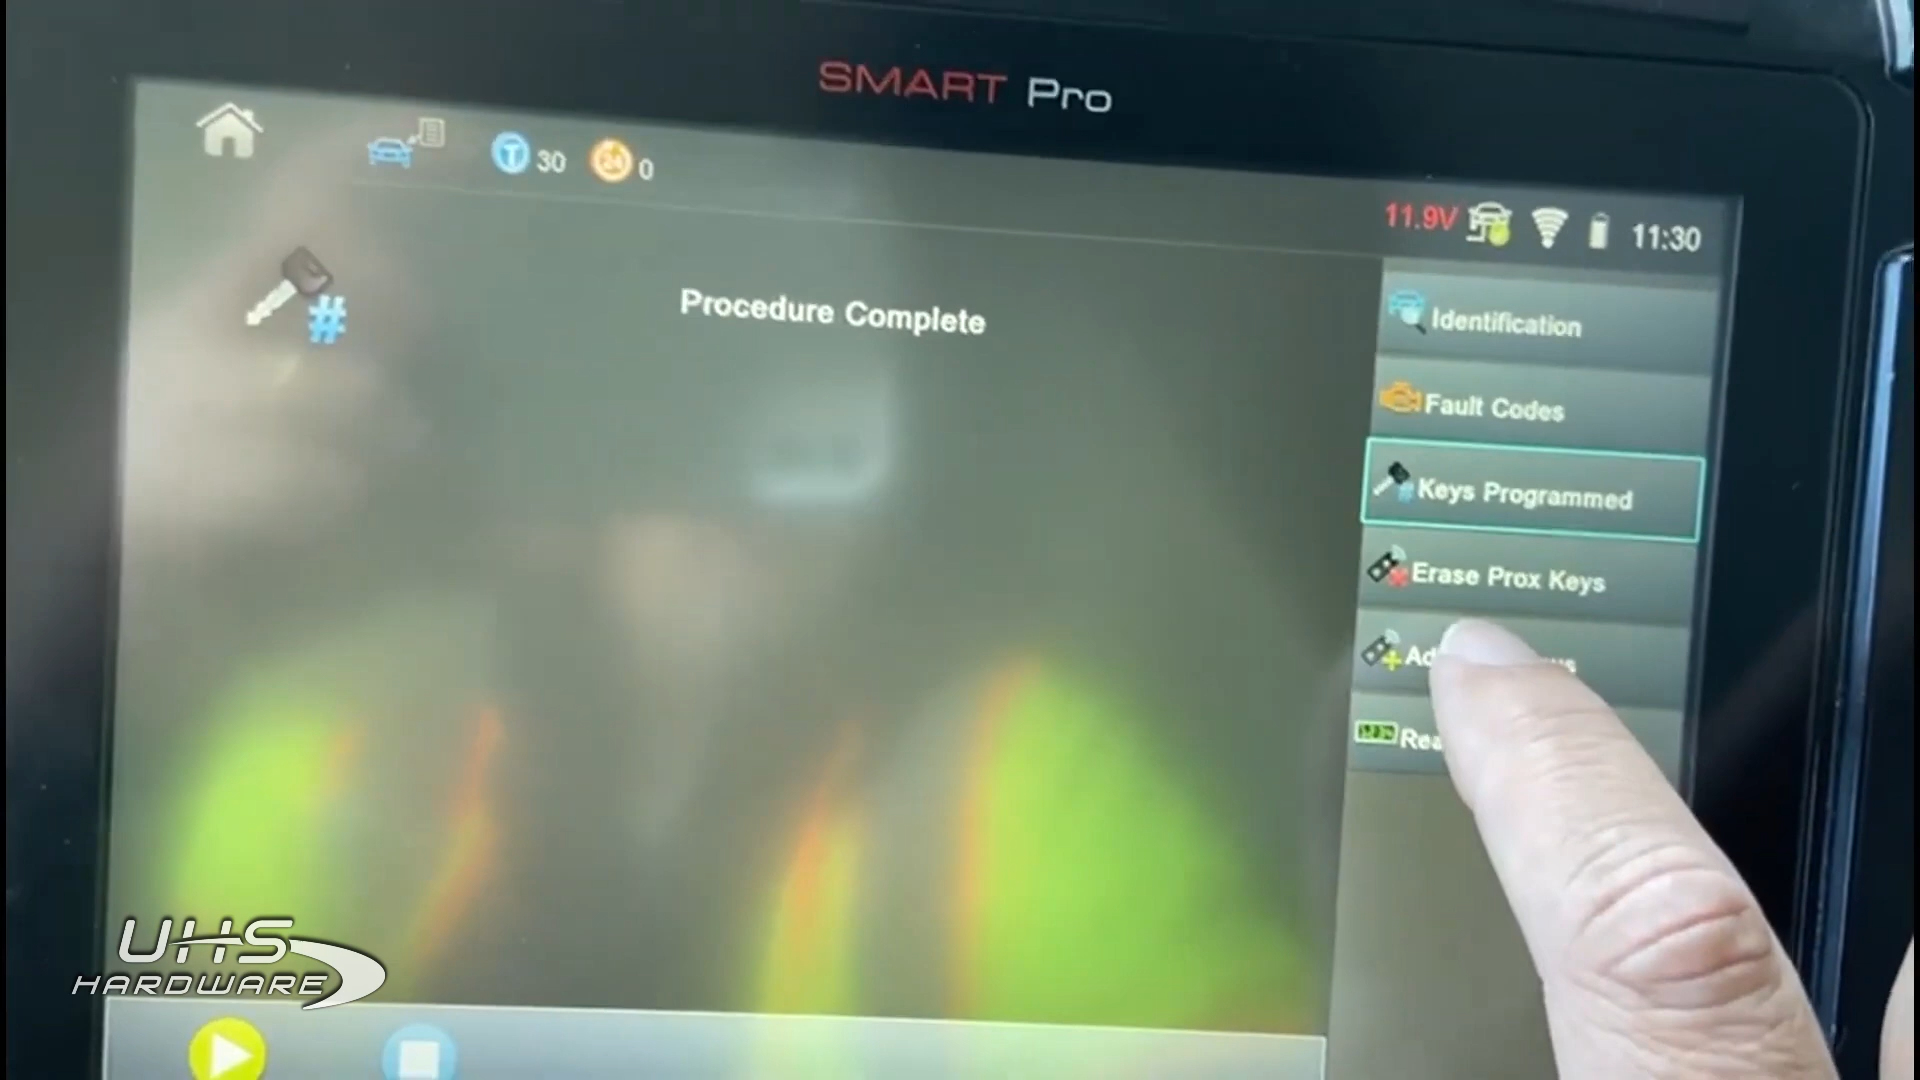 SMART Pro
T 30 24 0
11.9V 11:30
Procedure Complete
Identification
Fault Codes
Keys Programmed
#
Erase Prox Keys
UHS
HARDWARE